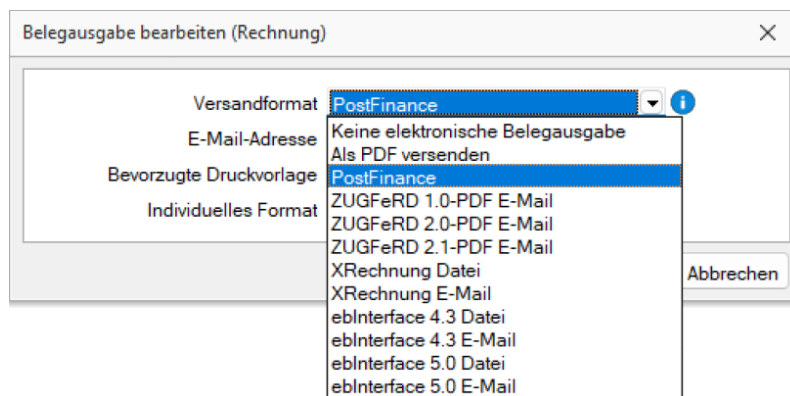 Belegausgabe bearbeiten (Rechnung)
Versandformat PostFinance
E-Mail-Adresse
Bevorzugte Druckvorlage
Individuelles Format
Keine elektronische Belegausgabe
Als PDF versenden
PostFinance
ZUGFeRD 1.0-PDF E-Mail
ZUGFeRD 2.0-PDF E-Mail
ZUGFeRD 2.1-PDF E-Mail
XRechnung Datei
XRechnung E-Mail
ebInterface 4.3 Datei
ebInterface 4.3 E-Mail
ebInterface 5.0 Datei
ebInterface 5.0 E-Mail
Abbrechen